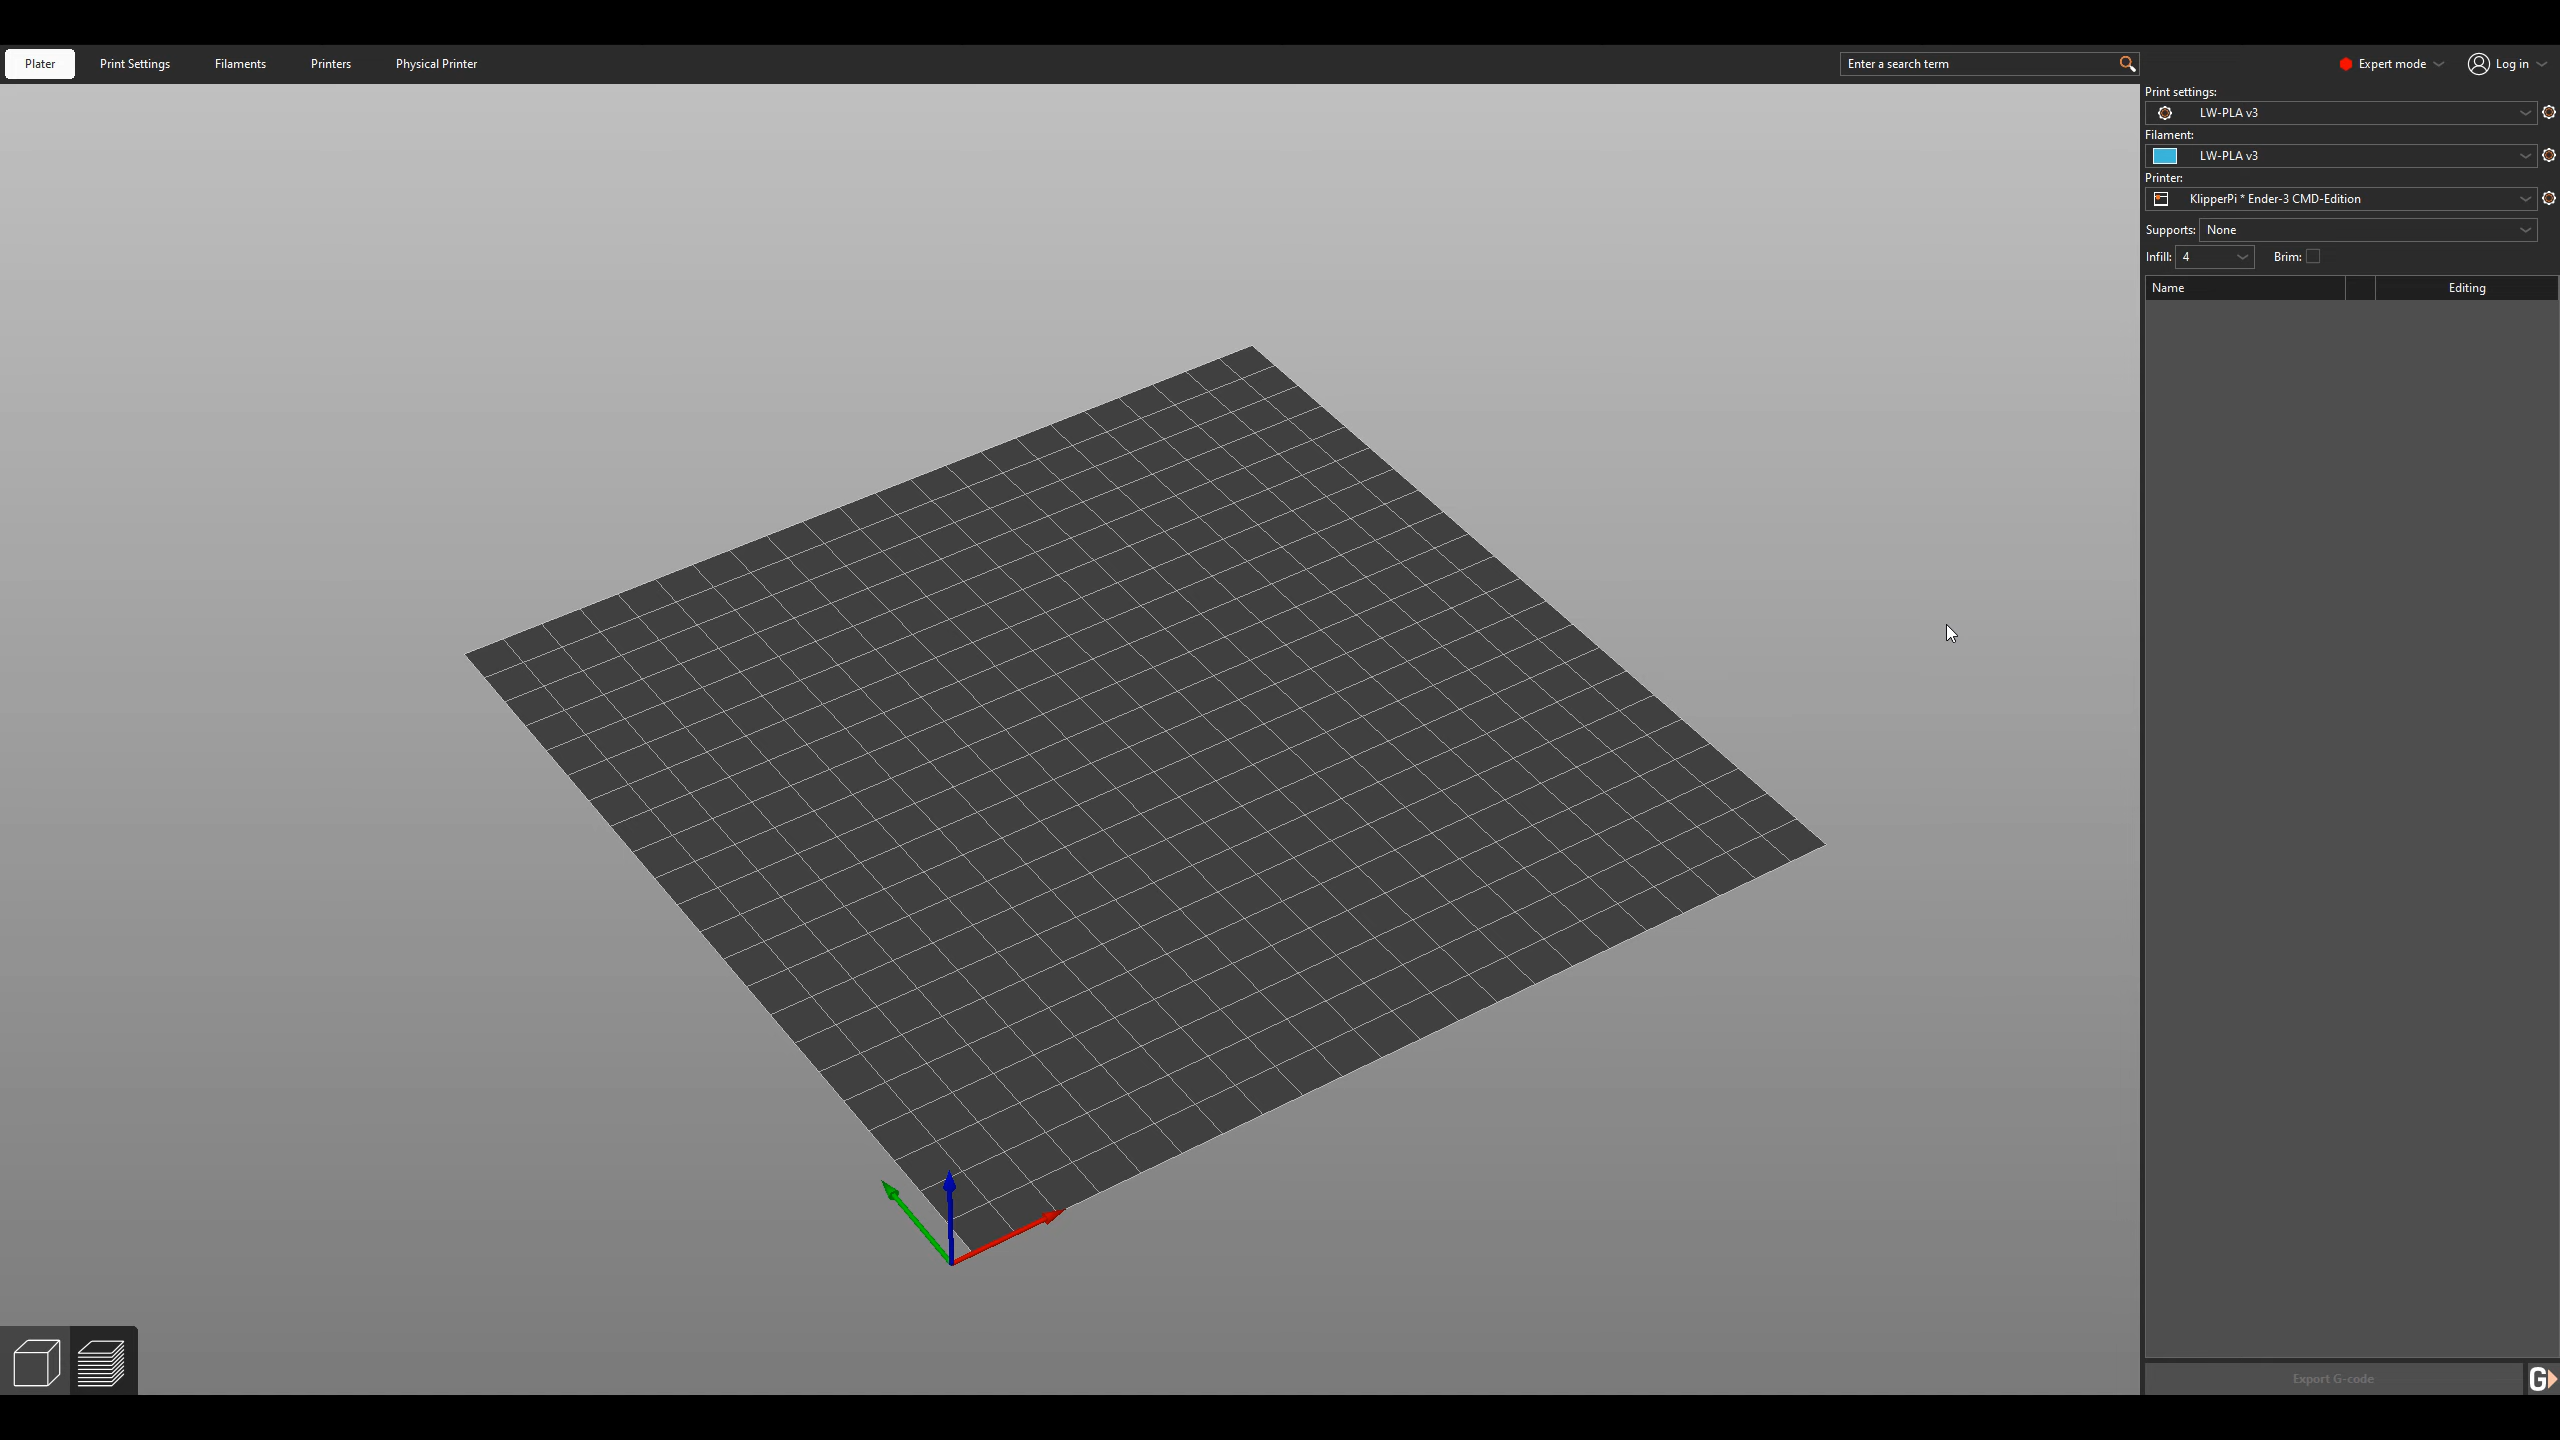 Plater Print Settings Filaments Printers Physical Printer Enter a search term Expert mode Log in
Print settings:
LW-PLA v3
Filament:
LW-PLA v3
Printer:
KlipperPi * Ender-3 CMD-Edition
Supports: None
Infill: 4 Brim:
Name Editing
Export G-code G